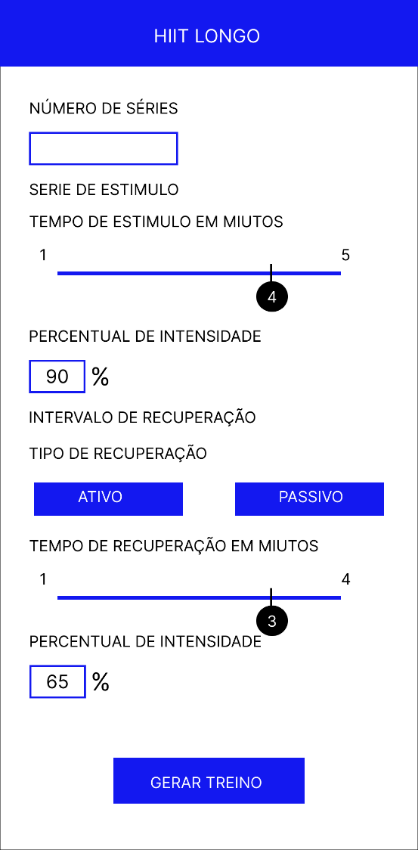 HIIT LONGO
NÚMERO DE SÉRIES
SERIE DE ESTIMULO
TEMPO DE ESTIMULO EM MIUTOS
1 5
4
PERCENTUAL DE INTENSIDADE
90 %
INTERVALO DE RECUPERAÇÃO
TIPO DE RECUPERAÇÃO
ATIVO PASSIVO
TEMPO DE RECUPERAÇÃO EM MIUTOS
1 4
3
PERCENTUAL DE INTENSIDADE
65 %
GERAR TREINO